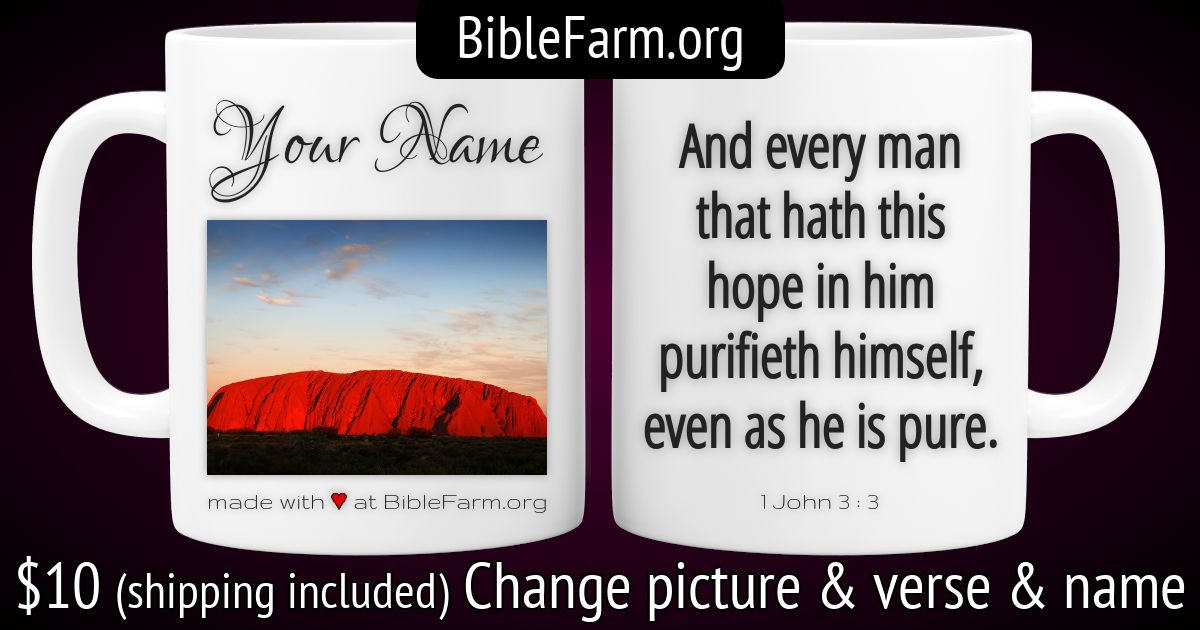 BibleFarm.org
Your Name
made with ♥ at BibleFarm.org
And every man
that hath this
hope in him
purifieth himself,
even as he is pure.
1 John 3 : 3
$10 (shipping included) Change picture & verse & name